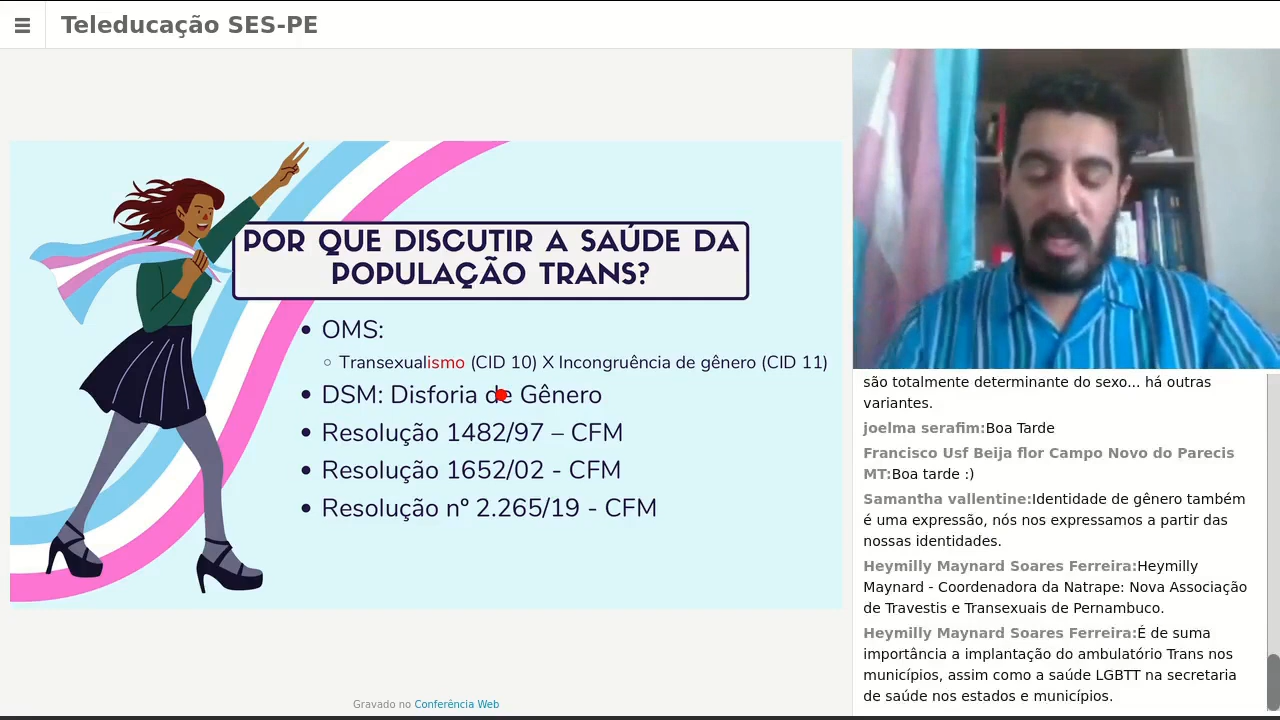 Teleducação SES-PE
POR QUE DISCUTIR A SAÚDE DA
POPULAÇÃO TRANS?
• OMS:
◦ Transexualismo (CID 10) X Incongruência de gênero (CID 11)
• DSM: Disforia de Gênero
• Resolução 1482/97 – CFM
• Resolução 1652/02 - CFM
• Resolução nº 2.265/19 - CFM
Gravado no Conferência Web
são totalmente determinante do sexo... há outras
variantes.
joelma serafim:Boa Tarde
Francisco Usf Beija flor Campo Novo do Parecis
MT:Boa tarde :)
Samantha vallentine:Identidade de gênero também
é uma expressão, nós nos expressamos a partir das
nossas identidades.
Heymilly Maynard Soares Ferreira:Heymilly
Maynard - Coordenadora da Natrape: Nova Associação
de Travestis e Transexuais de Pernambuco.
Heymilly Maynard Soares Ferreira:É de suma
importância a implantação do ambulatório Trans nos
municípios, assim como a saúde LGBTT na secretaria
de saúde nos estados e municípios.